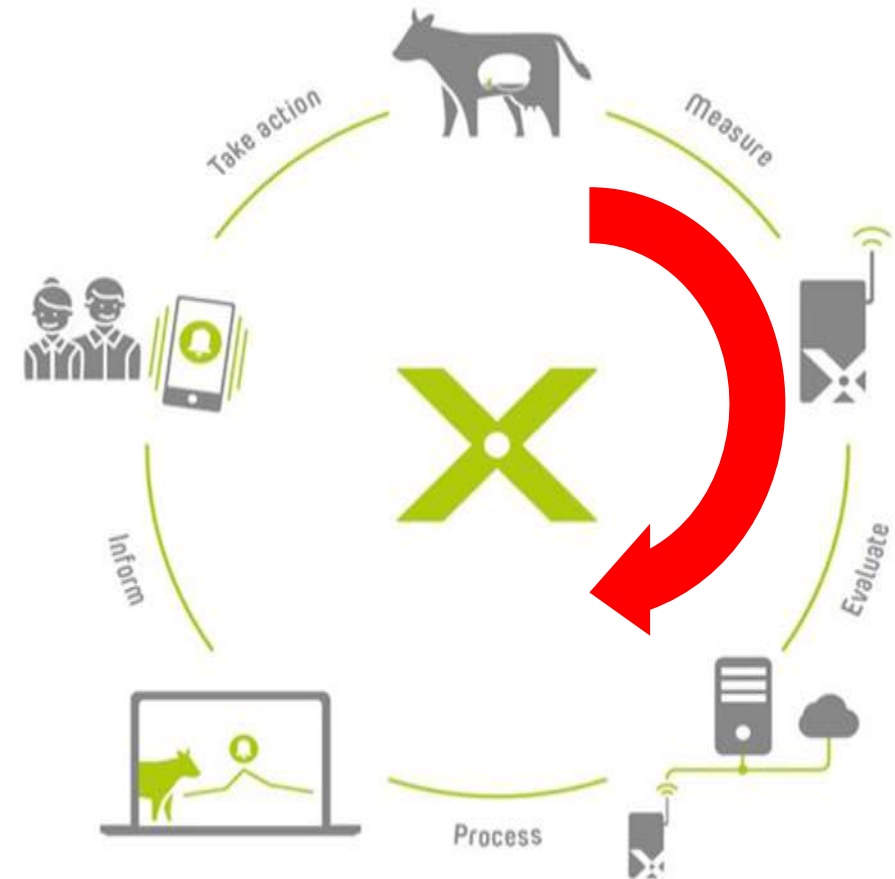 Take action
Measure
Inform
Evaluate
Process